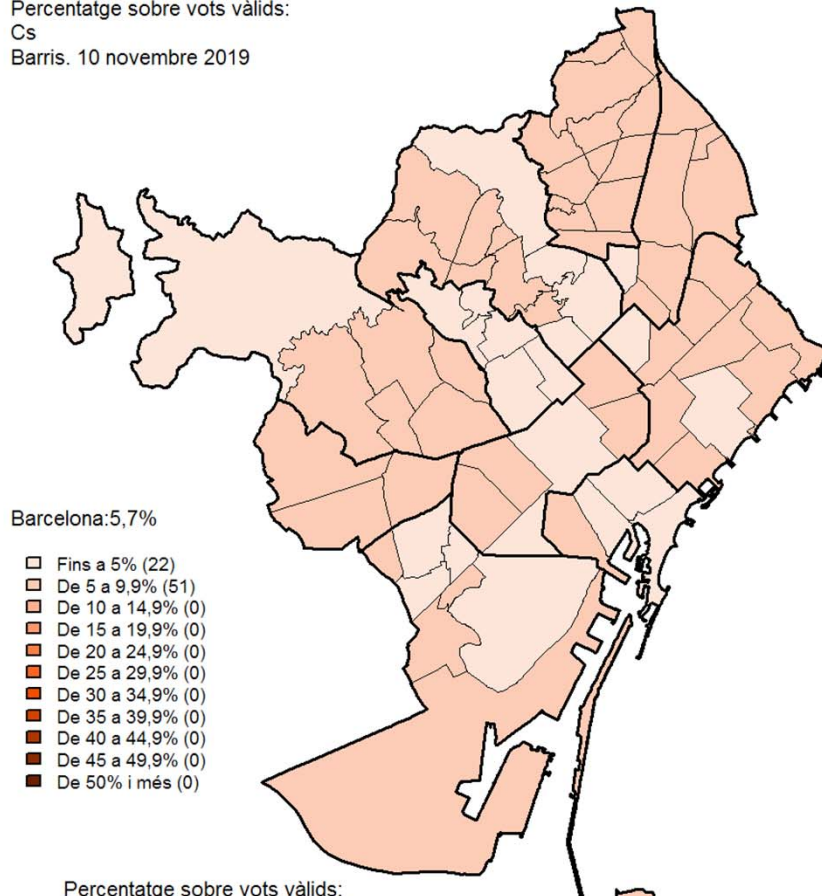 Percentatge sobre vots vàlids:
Cs
Barris. 10 novembre 2019
Barcelona:5,7%
Fins a 5% (22)
De 5 a 9,9% (51)
De 10 a 14,9% (0)
De 15 a 19,9% (0)
De 20 a 24,9% (0)
De 25 a 29,9% (0)
De 30 a 34,9% (0)
De 35 a 39,9% (0)
De 40 a 44,9% (0)
De 45 a 49,9% (0)
De 50% i més (0)
Percentatge sobre vots vàlids: